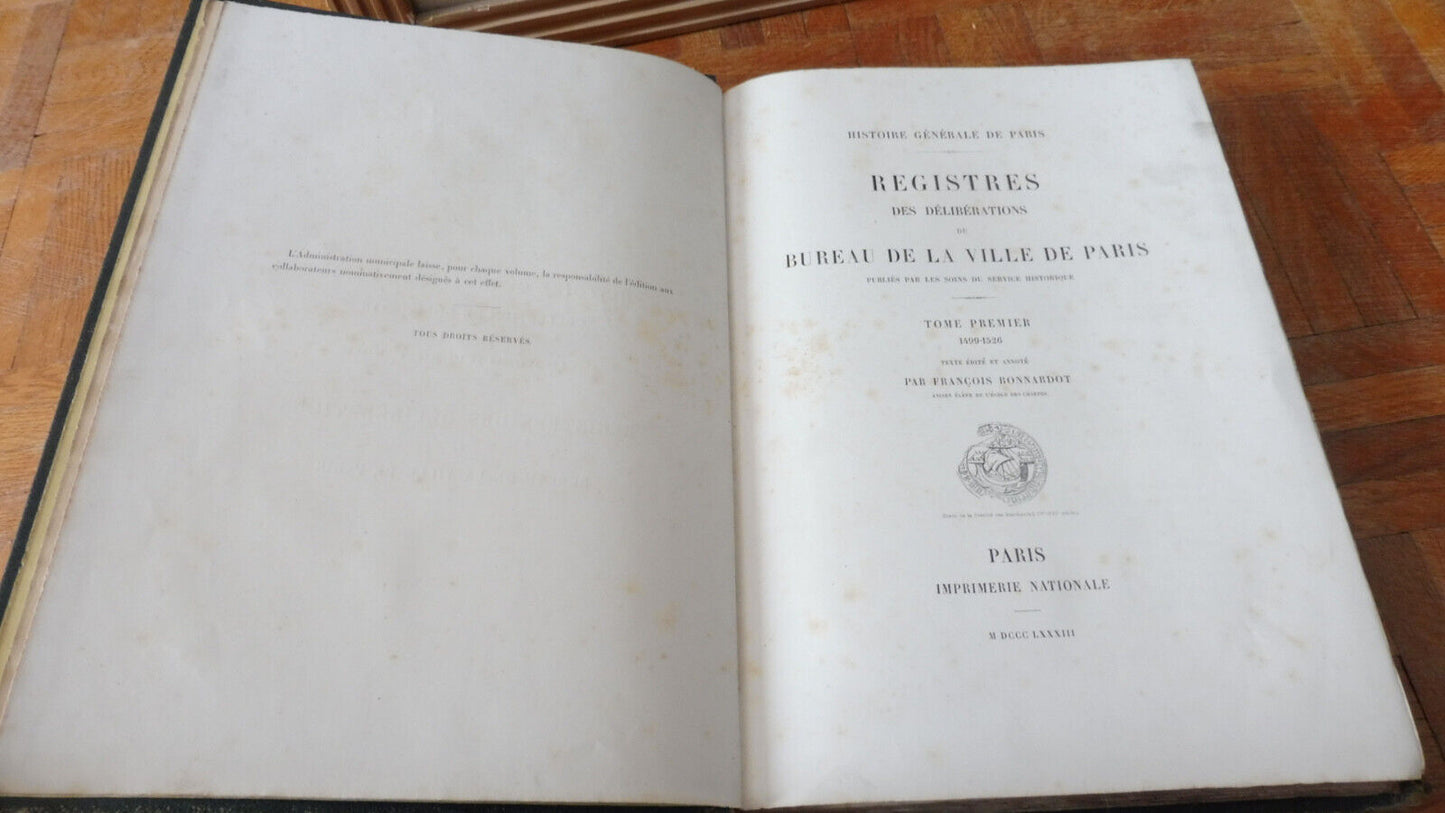 L'Administration municipale laisse, pour chaque volume, la responsabilité de l'édition aux
collaborateurs nominativement désignés à cet effet.
TOUS DROITS RÉSERVÉS.
HISTOIRE GÉNÉRALE DE PARIS
REGISTRES
DES DÉLIBÉRATIONS
DU
BUREAU DE LA VILLE DE PARIS
PUBLIÉS PAR LES SOINS DU SERVICE HISTORIQUE
TOME PREMIER
1499-1526
TEXTE ÉDITÉ ET ANNOTÉ
PAR FRANÇOIS BONNARDOT
ANCIEN ÉLÈVE DE L'ÉCOLE DES CHARTES.
PARIS
IMPRIMERIE NATIONALE
M DCCC LXXXIII